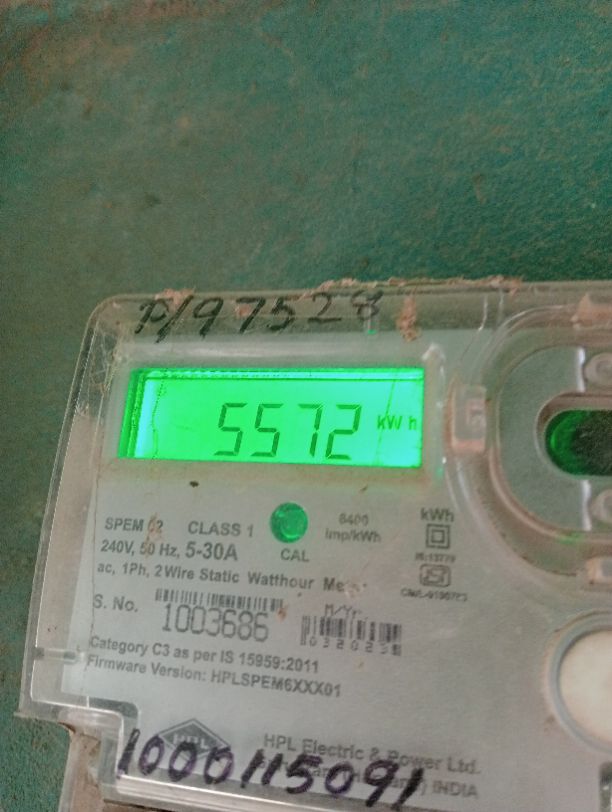 P/97528
5572 kWh
SPEM 02 CLASS 1 6400 imp/kWh kWh
240V, 50 Hz, 5-30A CAL
ac, 1Ph, 2Wire Static Watthour
S. No. 1003686 M/Yr.
032023
Category C3 as per IS 15959:2011
Firmware Version: HPLSPEM6XXX01
HPL HPL Electric & Power Ltd.
INDIA
1000115091